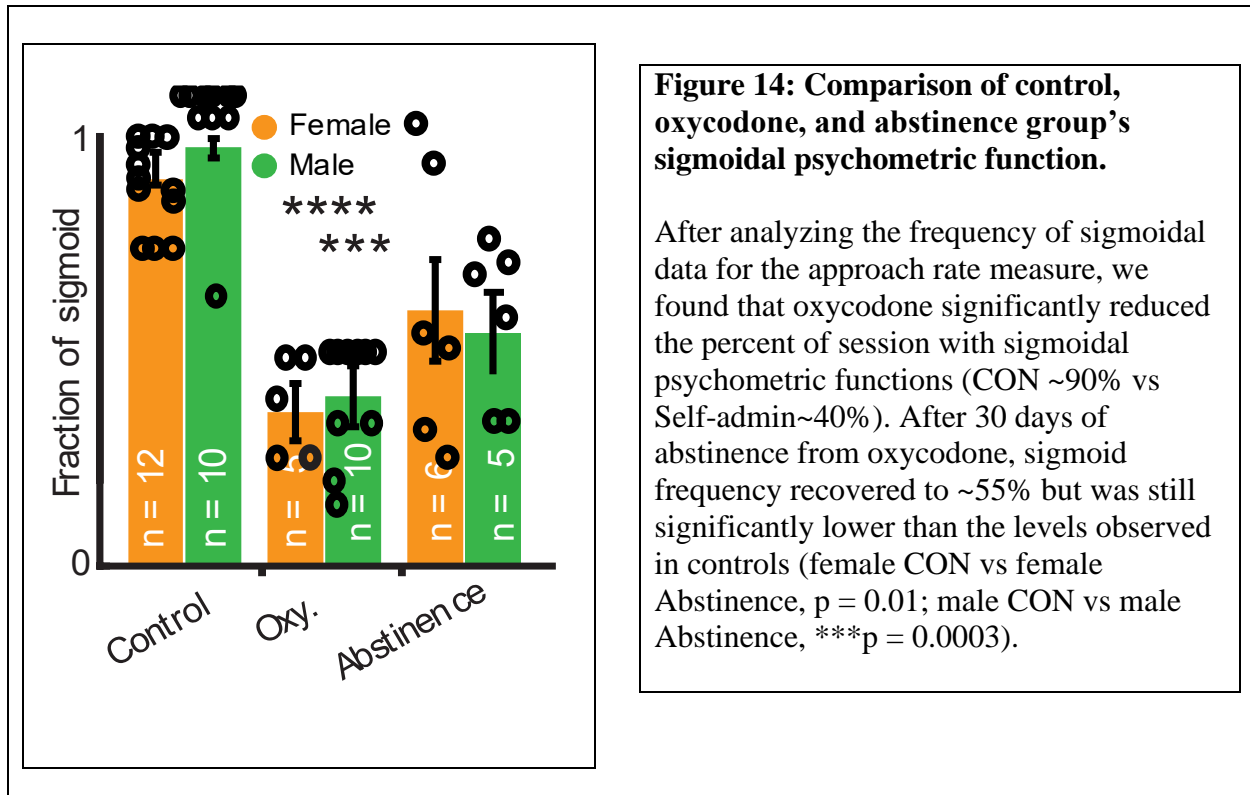 1
Female
Male
****
***
Fraction of sigmoid
n = 12
n = 10
n = 5
n = 10
n = 6
n = 5
0
Control
Oxy.
Abstinence
Figure 14: Comparison of control,
oxycodone, and abstinence group’s
sigmoidal psychometric function.
After analyzing the frequency of sigmoidal
data for the approach rate measure, we
found that oxycodone significantly reduced
the percent of session with sigmoidal
psychometric functions (CON ~90% vs
Self-admin~40%). After 30 days of
abstinence from oxycodone, sigmoid
frequency recovered to ~55% but was still
significantly lower than the levels observed
in controls (female CON vs female
Abstinence, p = 0.01; male CON vs male
Abstinence, ***p = 0.0003).